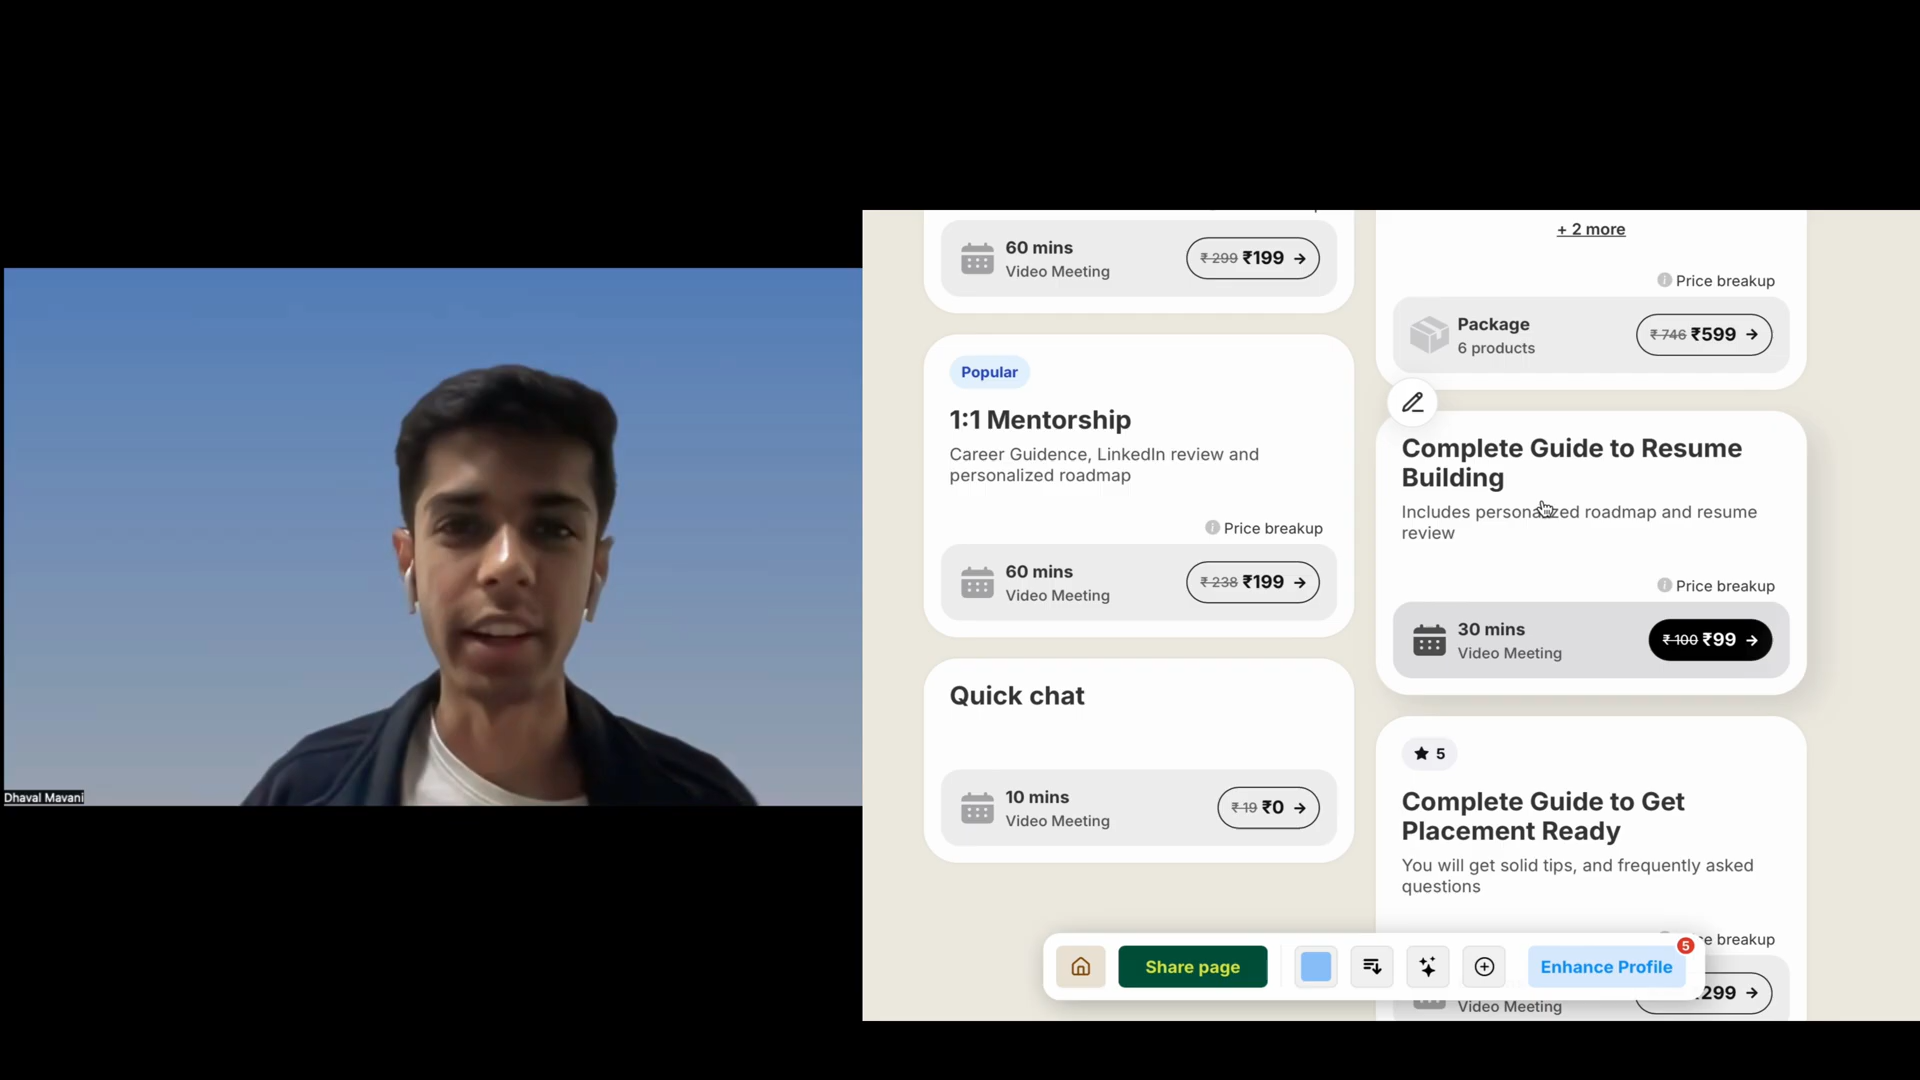 Dhaval Mavani
60 mins
Video Meeting
₹ 299 ₹199
Popular
1:1 Mentorship
Career Guidence, LinkedIn review and
personalized roadmap
Price breakup
60 mins
Video Meeting
₹ 238 ₹199
Quick chat
10 mins
Video Meeting
₹ 19 ₹0
+ 2 more
Price breakup
Package
6 products
₹ 746 ₹599
Complete Guide to Resume
Building
Includes personalized roadmap and resume
review
Price breakup
30 mins
Video Meeting
₹ 100 ₹99
5
Complete Guide to Get
Placement Ready
You will get solid tips, and frequently asked
questions
breakup
Video Meeting
299
Share page
Enhance Profile
5